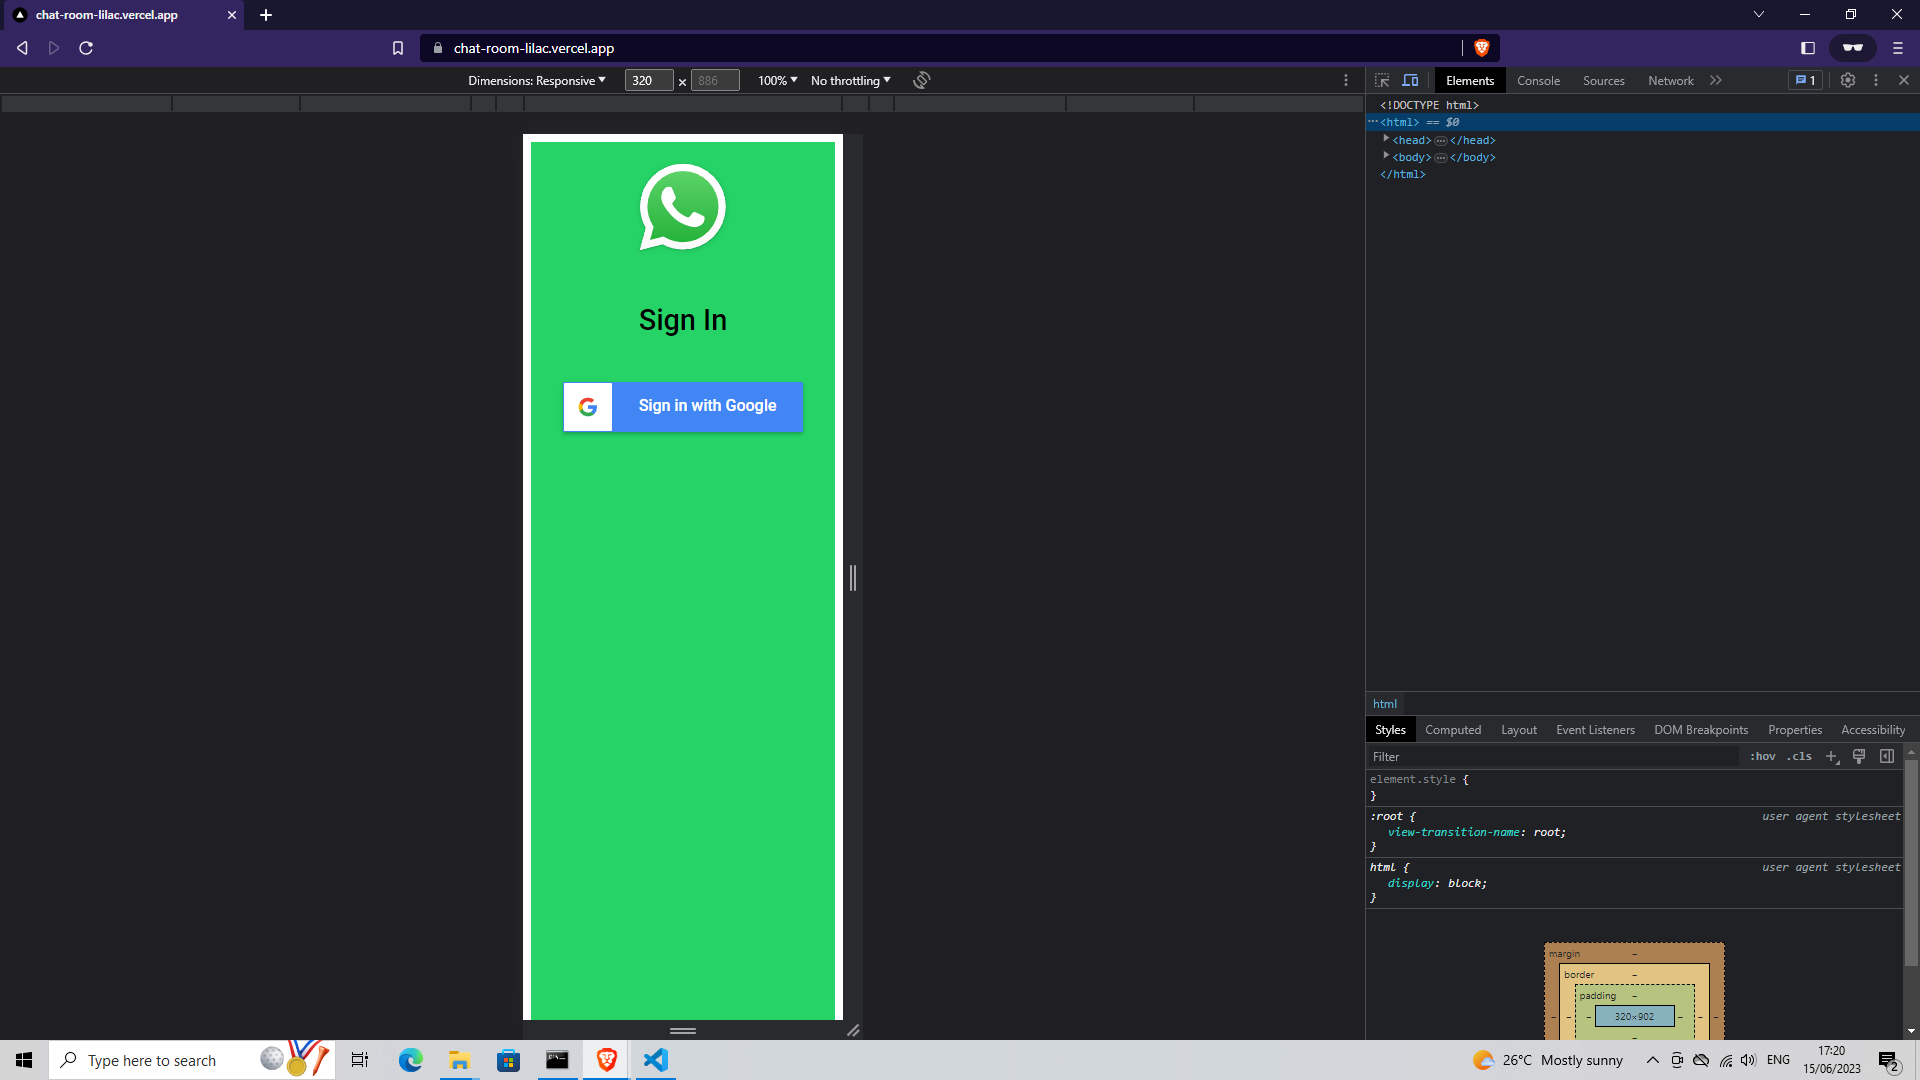 chat-room-lilac.vercel.app
chat-room-lilac.vercel.app
Dimensions: Responsive 320 × 886 100% No throttling
Elements Console Sources Network 1
<!DOCTYPE html>
<html> == $0
<head> … </head>
<body> … </body>
</html>
Sign In
G Sign in with Google
html
Styles Computed Layout Event Listeners DOM Breakpoints Properties Accessibility
Filter :hov .cls
element.style {
}
:root { user agent stylesheet
view-transition-name: root;
}
html { user agent stylesheet
display: block;
}
margin –
border –
padding –
– – – 320×902 – – –
–
Type here to search
26°C Mostly sunny ENG 17:20
15/06/2023 2